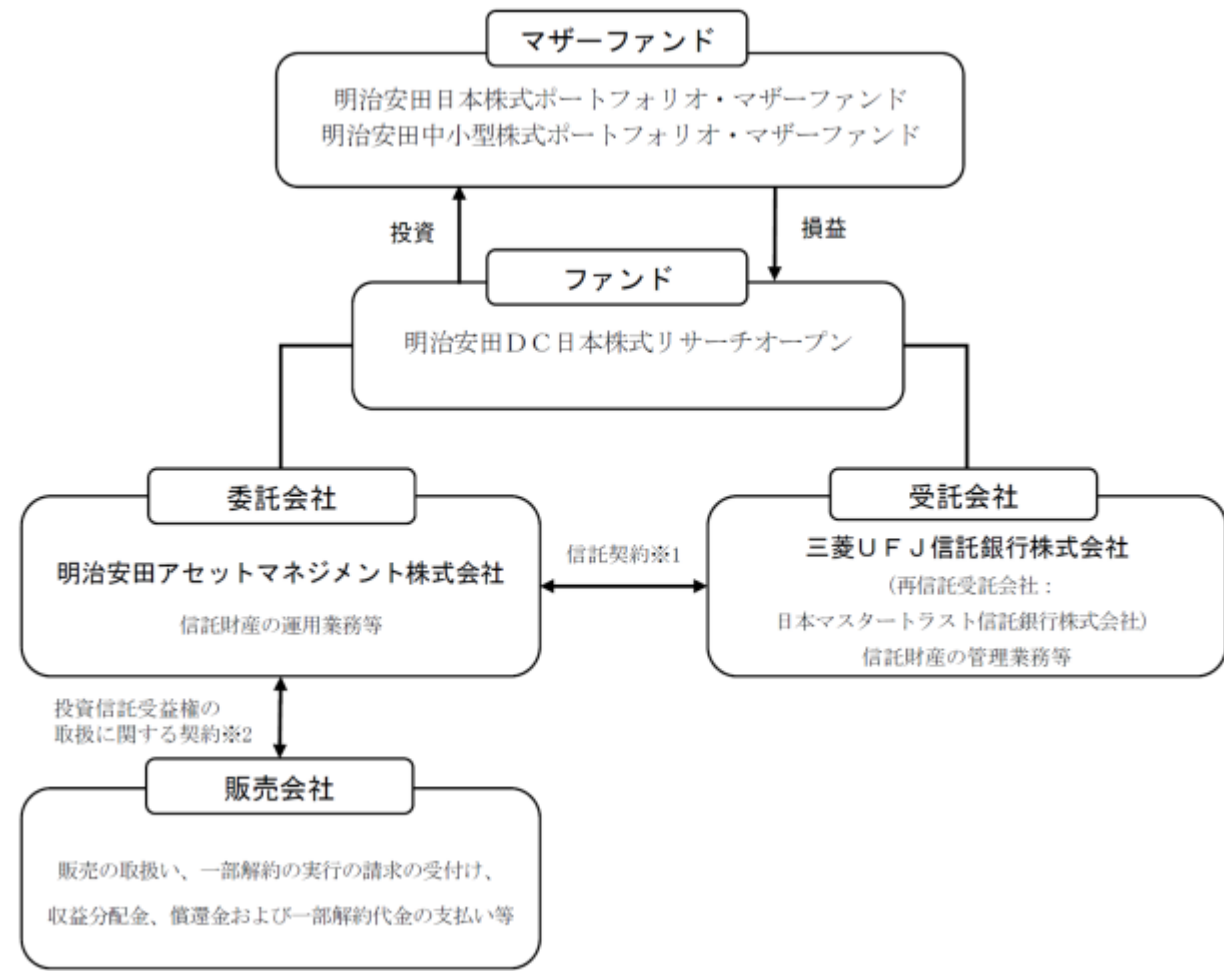 マザーファンド
明治安田日本株式ポートフォリオ・マザーファンド
明治安田中小型株式ポートフォリオ・マザーファンド
投資
損益
ファンド
明治安田ＤＣ日本株式リサーチオープン
委託会社
明治安田アセットマネジメント株式会社
信託財産の運用業務等
信託契約※1
受託会社
三菱ＵＦＪ信託銀行株式会社
（再信託受託会社：
日本マスタートラスト信託銀行株式会社）
信託財産の管理業務等
投資信託受益権の
取扱に関する契約※2
販売会社
販売の取扱い、一部解約の実行の請求の受付け、
収益分配金、償還金および一部解約代金の支払い等